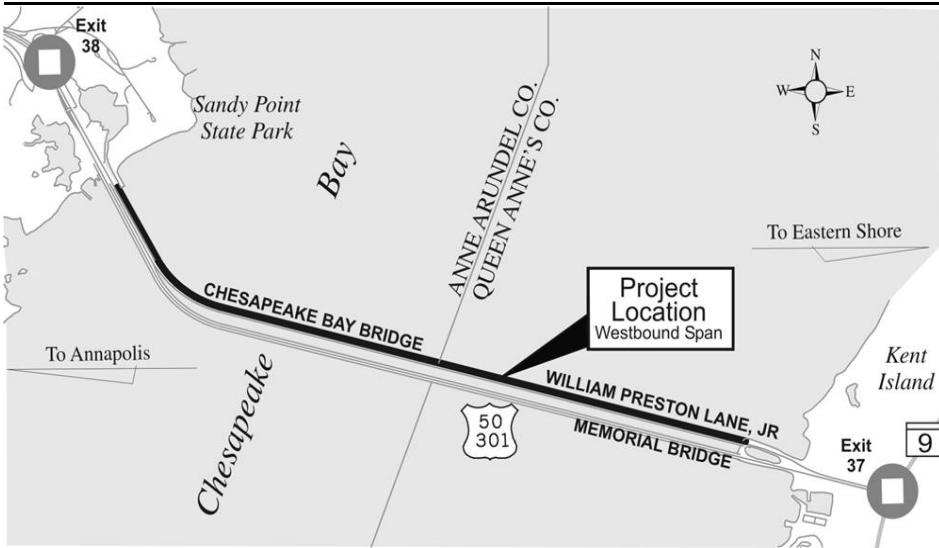 Exit
38
N
W
E
S
Sandy Point
State Park
Bay
ANNE ARUNDEL CO.
QUEEN ANNE'S CO.
To Eastern Shore
Project
Location
Westbound Span
CHESAPEAKE BAY BRIDGE
To Annapolis
Kent
Island
WILLIAM PRESTON LANE, JR
MEMORIAL BRIDGE
50
301
Chesapeake
Exit
37
9